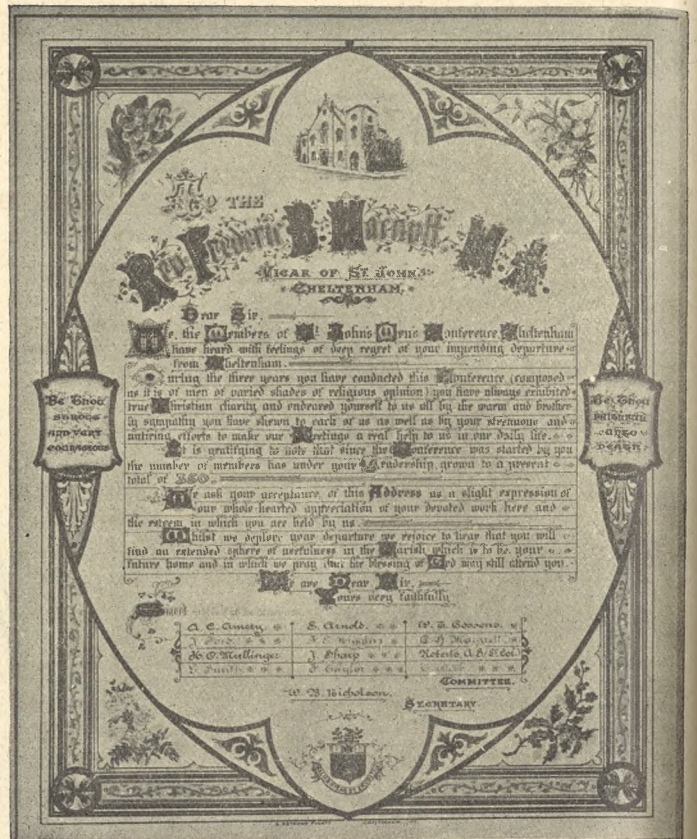 To THE
Rev. Frederic B. Macnutt M.A.
VICAR OF ST. JOHN'S
CHELTENHAM.
Dear Sir,
We, the Members of St. John's Men's Conference, Cheltenham
have heard with feelings of deep regret of your impending departure
from Cheltenham.
During the three years you have conducted this Conference (composed
as it is of men of varied shades of religious opinion) you have always exhibited
true Christian charity and endeared yourself to us all by the warm and brother-
ly sympathy you have shewn to each of us as well as by your strenuous and
untiring efforts to make our Meetings a real help to us in our daily life.
It is gratifying to note that since the Conference was started by you
the number of members has under your Leadership grown to a present
total of 350.
We ask your acceptance of this Address as a slight expression of
our whole-hearted appreciation of your devoted work here and
the esteem in which you are held by us.
Whilst we deplore your departure we rejoice to hear that you will
find an extended sphere of usefulness in the Parish which is to be your
future home and in which we pray that the blessing of God may still attend you.
We are Dear Sir,
Yours very faithfully
Be Thou
STRONG
AND VERY
COURAGEOUS
Be Thou
FAITHFUL
UNTO
DEATH
A. C. Amery S. Arnold
J. Ford
H. G. Mullinger J. Sharp Roberts, A. B. (Lt. Col.)
J. Smith J. Taylor
COMMITTEE.
W. B. Nicholson.
SECRETARY